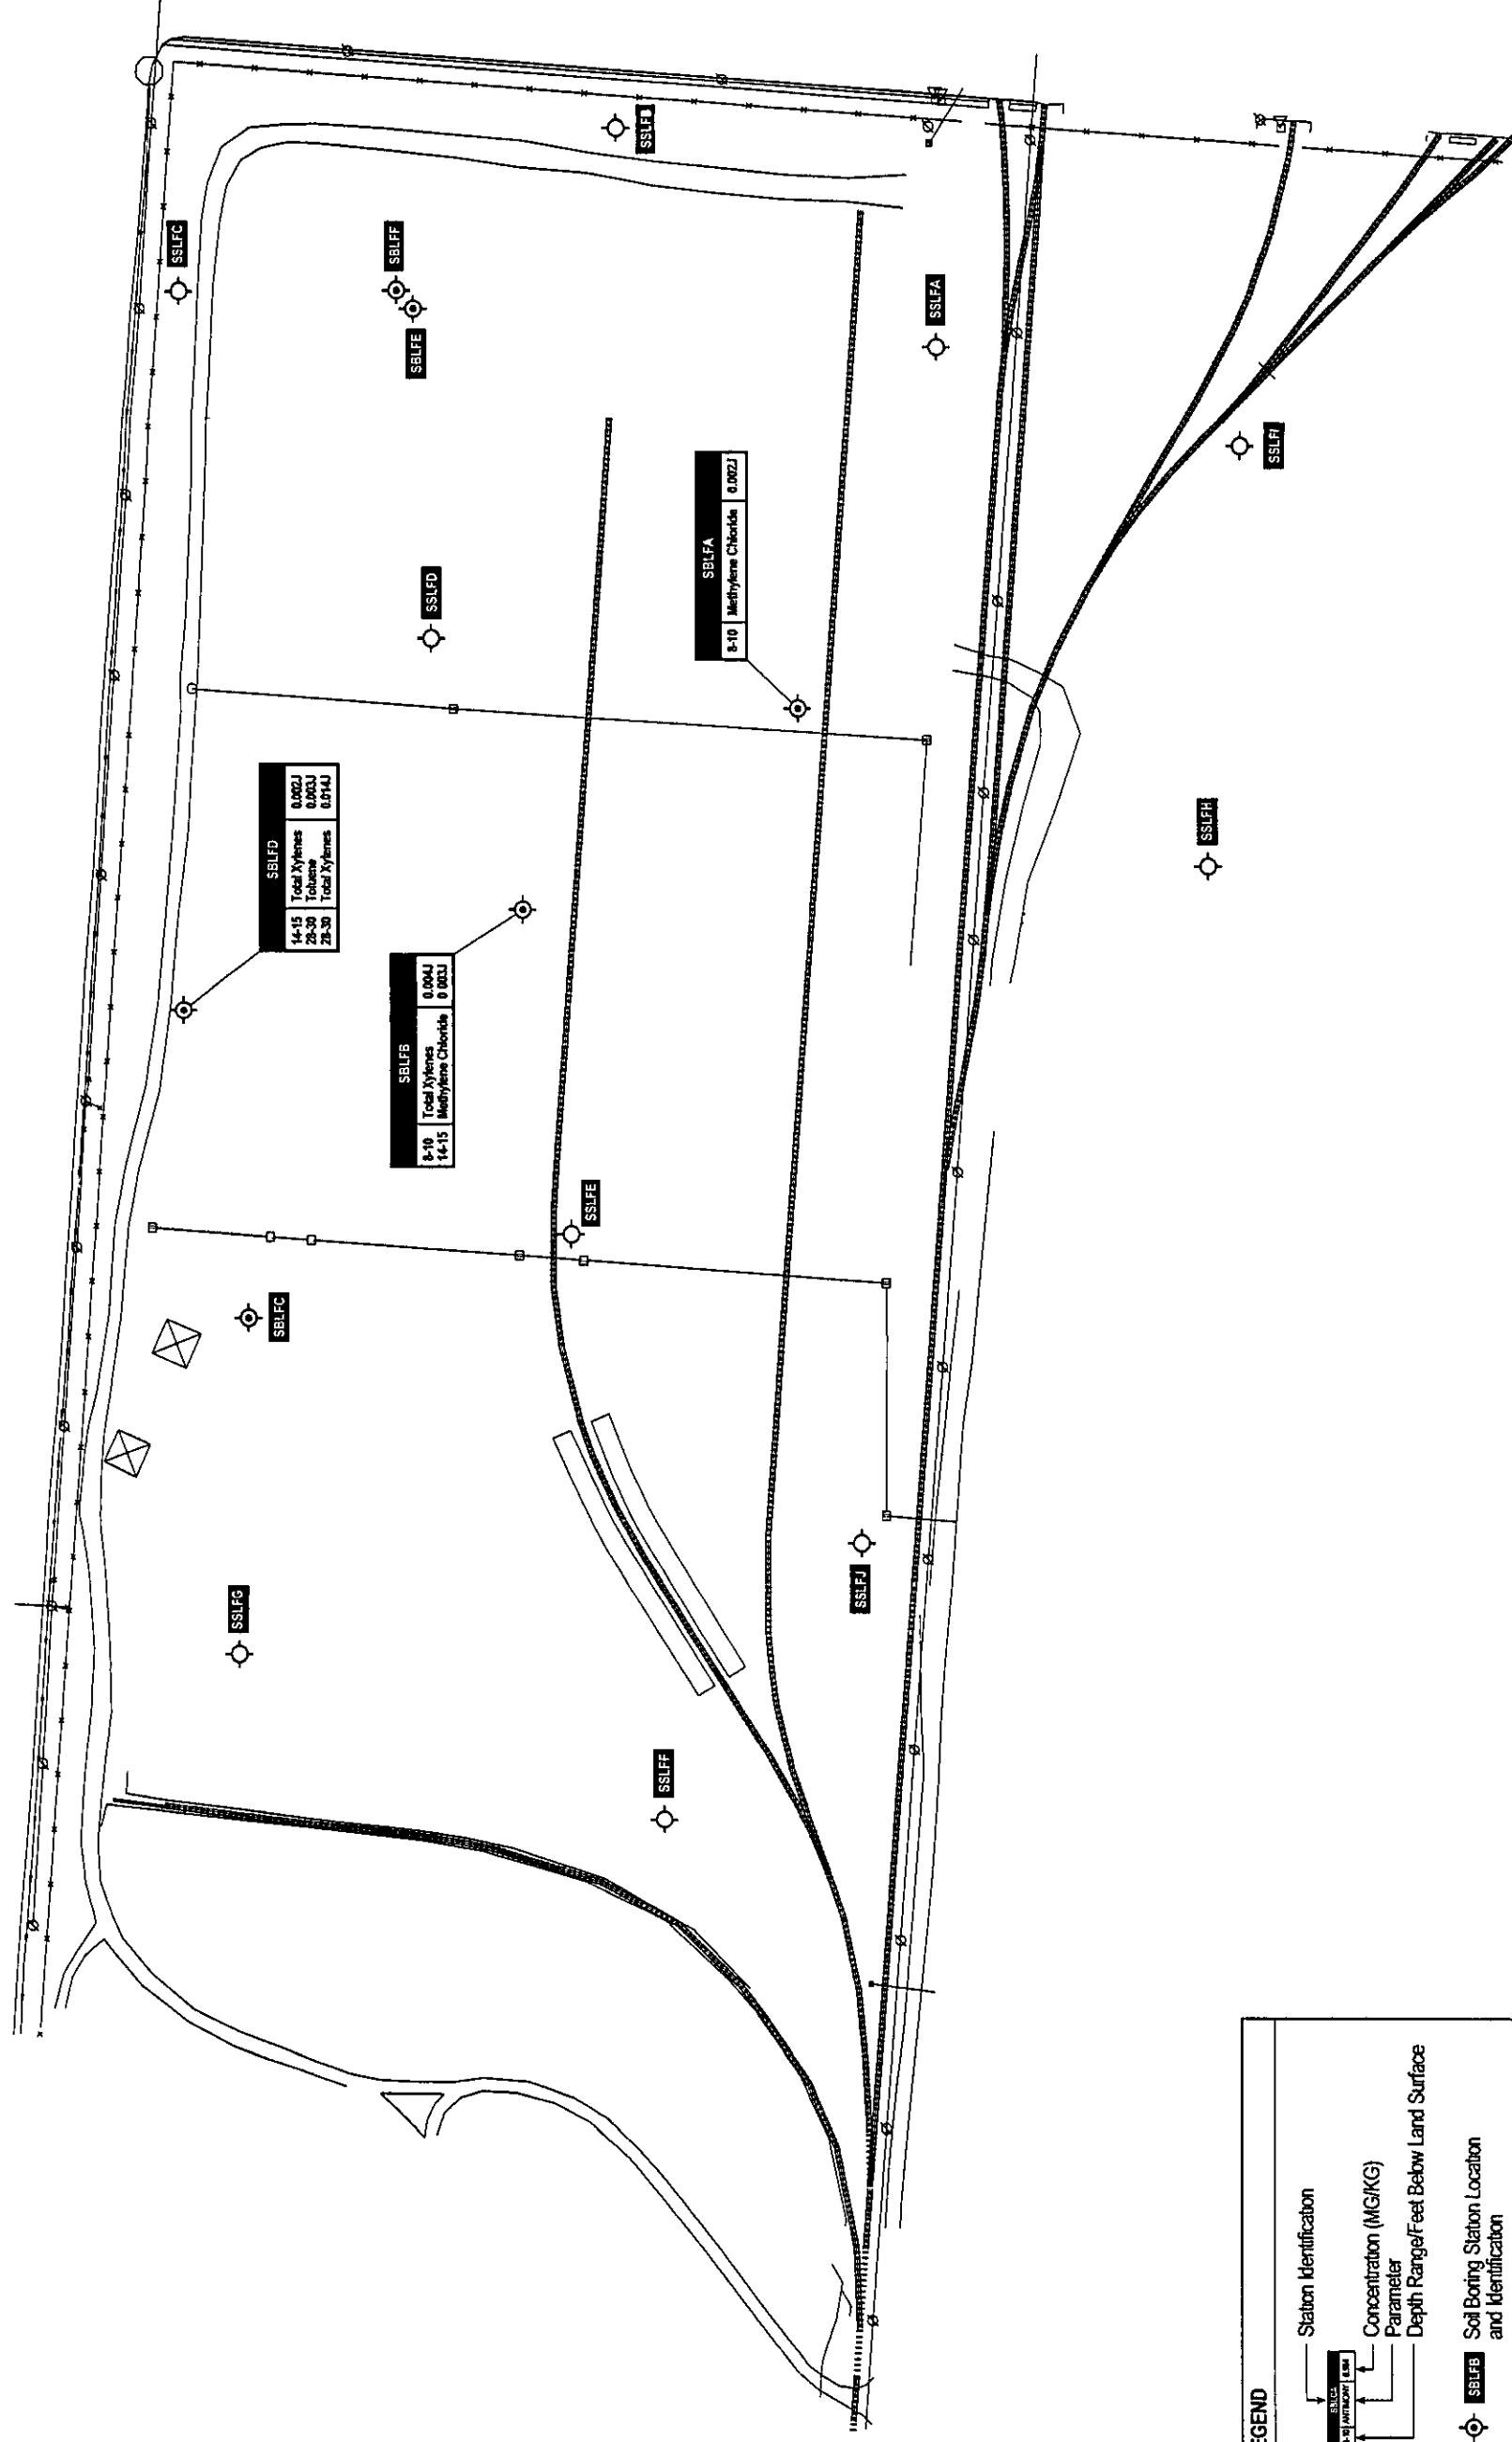 SBLFD
14-15 Total Xylenes 0.002J
28-30 Toluene 0.003J
28-30 Total Xylenes 0.014J
SBLFB
8-10 Total Xylenes 0.004J
14-15 Methylene Chloride 0 003J
SBLFA
8-10 Methylene Chloride 0.002J
SSLFG
SBLFC
SSLFC
SBLFF
SBLFE
SSLFD
SSLFE
SSLFF
SSLFJ
SSLFA
SSLFH
SSLFI
EGEND
Station Identification
ANTIMONY
Concentration (MG/KG)
Parameter
Depth Range/Feet Below Land Surface
SBLFB Soil Boring Station Location
and Identification